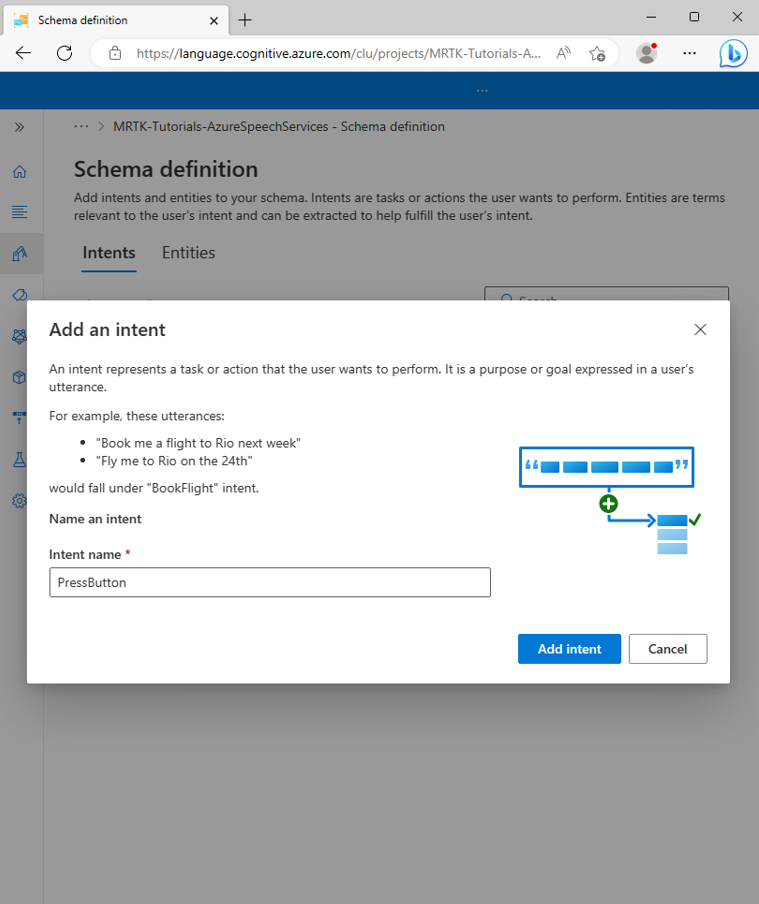 Schema definition
https://language.cognitive.azure.com/clu/projects/MRTK-Tutorials-A...
...
... > MRTK-Tutorials-AzureSpeechServices - Schema definition
Schema definition
Add intents and entities to your schema. Intents are tasks or actions the user wants to perform. Entities are terms
relevant to the user's intent and can be extracted to help fulfill the user's intent.
Intents Entities
Search
Add an intent
An intent represents a task or action that the user wants to perform. It is a purpose or goal expressed in a user's
utterance.
For example, these utterances:
• "Book me a flight to Rio next week"
• "Fly me to Rio on the 24th"
would fall under "BookFlight" intent.
Name an intent
Intent name *
PressButton
Add intent Cancel